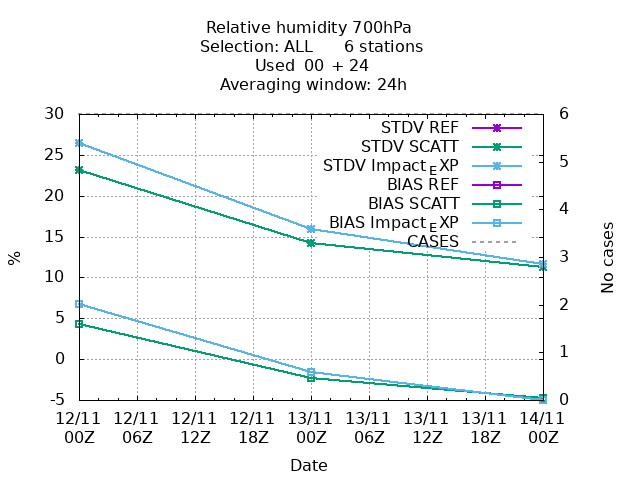 Relative humidity 700hPa
Selection: ALL 6 stations
Used 00 + 24
Averaging window: 24h
30
25
20
15
10
5
0
-5
%
6
5
4
3
2
1
0
No cases
STDV REF
STDV SCATT
STDV Impact_EXP
BIAS REF
BIAS SCATT
BIAS Impact_EXP
CASES
12/11 12/11 12/11 12/11 13/11 13/11 13/11 13/11 14/11
00Z 06Z 12Z 18Z 00Z 06Z 12Z 18Z 00Z
Date